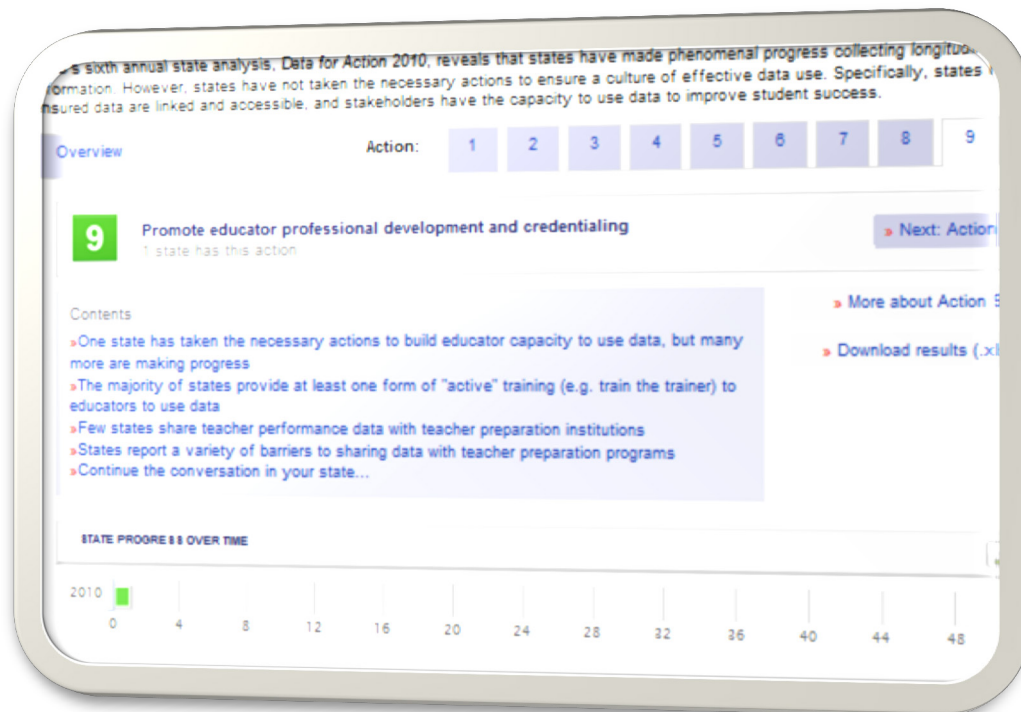 's sixth annual state analysis, Data for Action 2010, reveals that states have made phenomenal progress collecting longitud
ormation. However, states have not taken the necessary actions to ensure a culture of effective data use. Specifically, states
nsured data are linked and accessible, and stakeholders have the capacity to use data to improve student success.
Overview Action: 1 2 3 4 5 6 7 8 9
9 Promote educator professional development and credentialing » Next: Action
1 state has this action
» More about Action
Contents
»One state has taken the necessary actions to build educator capacity to use data, but many
» Download results (.xl
more are making progress
»The majority of states provide at least one form of "active" training (e.g. train the trainer) to
educators to use data
»Few states share teacher performance data with teacher preparation institutions
»States report a variety of barriers to sharing data with teacher preparation programs
»Continue the conversation in your state...
STATE PROGRESS OVER TIME
2010
0 4 8 12 16 20 24 28 32 36 40 44 48